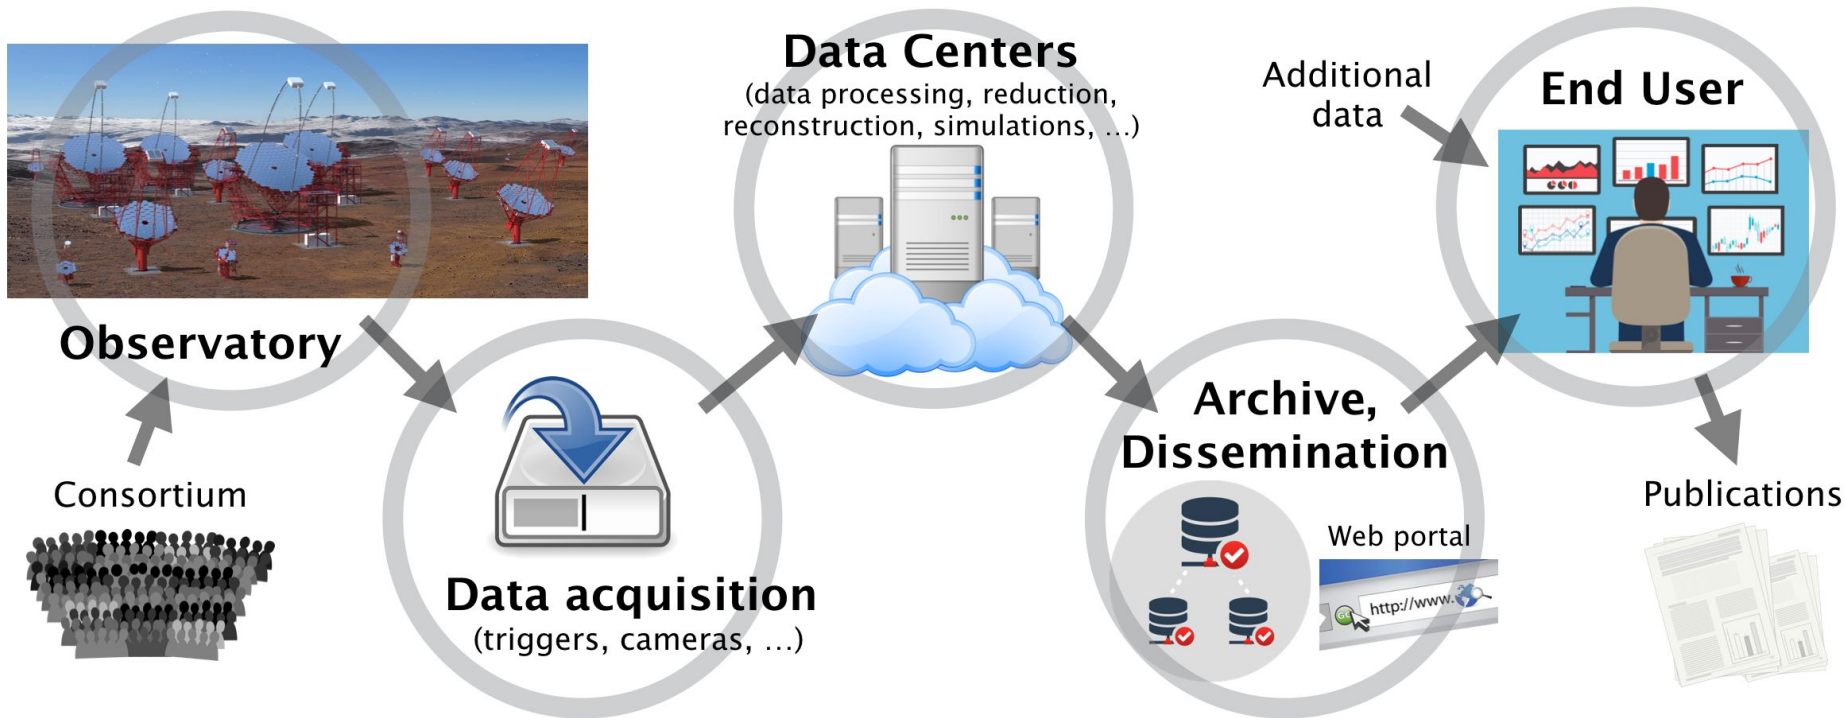 Observatory
Consortium
Data acquisition
(triggers, cameras, ...)
Data Centers
(data processing, reduction,
reconstruction, simulations, ...)
Archive,
Dissemination
Web portal
http://www.
Additional
data
End User
Publications